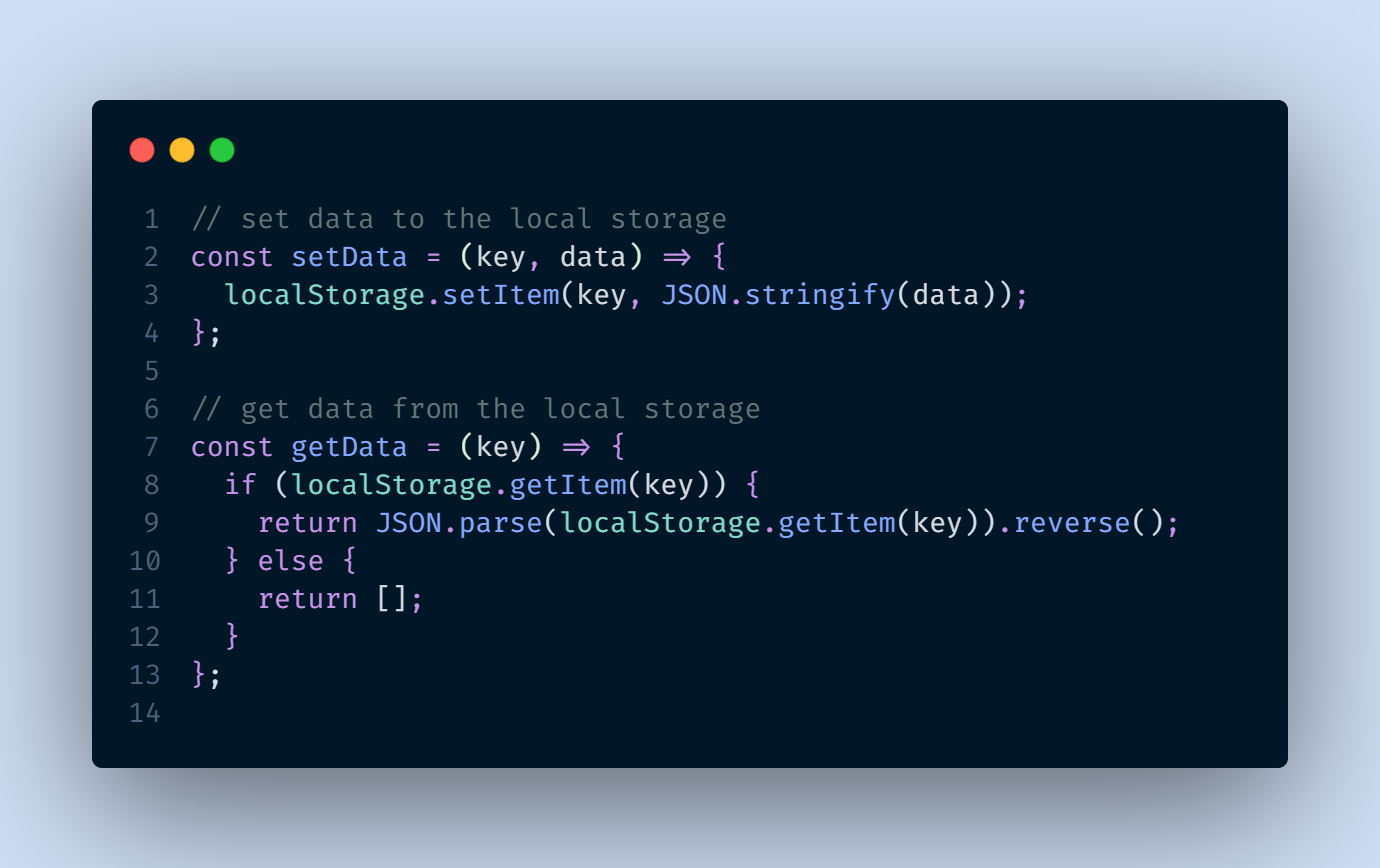 1 // set data to the local storage
2 const setData = (key, data) => {
3   localStorage.setItem(key, JSON.stringify(data));
4 };
5
6 // get data from the local storage
7 const getData = (key) => {
8   if (localStorage.getItem(key)) {
9     return JSON.parse(localStorage.getItem(key)).reverse();
10   } else {
11     return [];
12   }
13 };
14